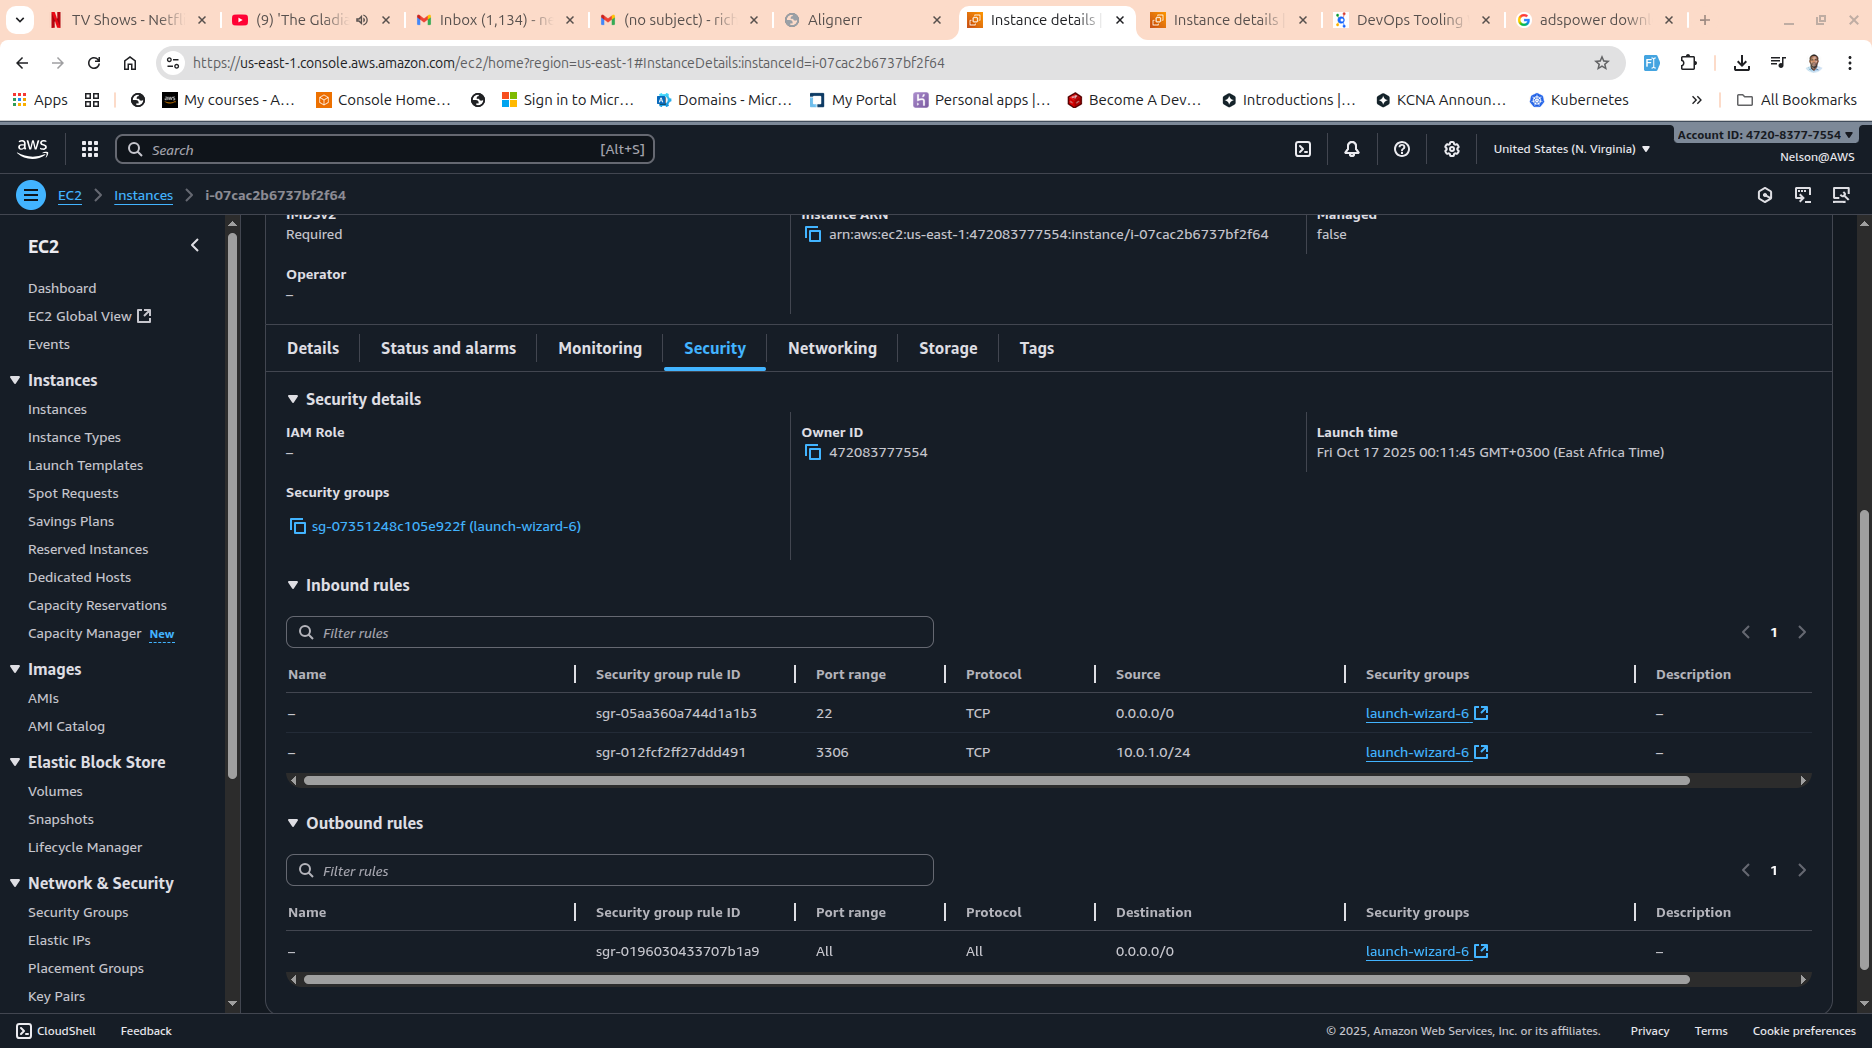 TV Shows - Netfl
(9) 'The Gladia
Inbox (1,134) - ne
(no subject) - rich
Alignerr
Instance details
Instance details
DevOps Tooling
adspower downl
https://us-east-1.console.aws.amazon.com/ec2/home?region=us-east-1#InstanceDetails:instanceId=i-07cac2b6737bf2f64
Apps
My courses - A...
Console Home...
Sign in to Micr...
Domains - Micr...
My Portal
Personal apps |...
Become A Dev...
Introductions |...
KCNA Announ...
Kubernetes
All Bookmarks
aws
Search
[Alt+S]
United States (N. Virginia)
Account ID: 4720-8377-7554
Nelson@AWS
EC2
Instances
i-07cac2b6737bf2f64
EC2
Dashboard
EC2 Global View
Events
Instances
Instances
Instance Types
Launch Templates
Spot Requests
Savings Plans
Reserved Instances
Dedicated Hosts
Capacity Reservations
Capacity Manager New
Images
AMIs
AMI Catalog
Elastic Block Store
Volumes
Snapshots
Lifecycle Manager
Network & Security
Security Groups
Elastic IPs
Placement Groups
Key Pairs
IMDSv2
Required
Instance ARN
arn:aws:ec2:us-east-1:472083777554:instance/i-07cac2b6737bf2f64
Managed
false
Operator
–
Details
Status and alarms
Monitoring
Security
Networking
Storage
Tags
Security details
IAM Role
–
Owner ID
472083777554
Launch time
Fri Oct 17 2025 00:11:45 GMT+0300 (East Africa Time)
Security groups
sg-07351248c105e922f (launch-wizard-6)
Inbound rules
Filter rules
1
Name Security group rule ID Port range Protocol Source Security groups Description
– sgr-05aa360a744d1a1b3 22 TCP 0.0.0.0/0 launch-wizard-6 –
– sgr-012fcf2ff27ddd491 3306 TCP 10.0.1.0/24 launch-wizard-6 –
Outbound rules
Filter rules
1
Name Security group rule ID Port range Protocol Destination Security groups Description
– sgr-0196030433707b1a9 All All 0.0.0.0/0 launch-wizard-6 –
CloudShell
Feedback
© 2025, Amazon Web Services, Inc. or its affiliates.
Privacy
Terms
Cookie preferences